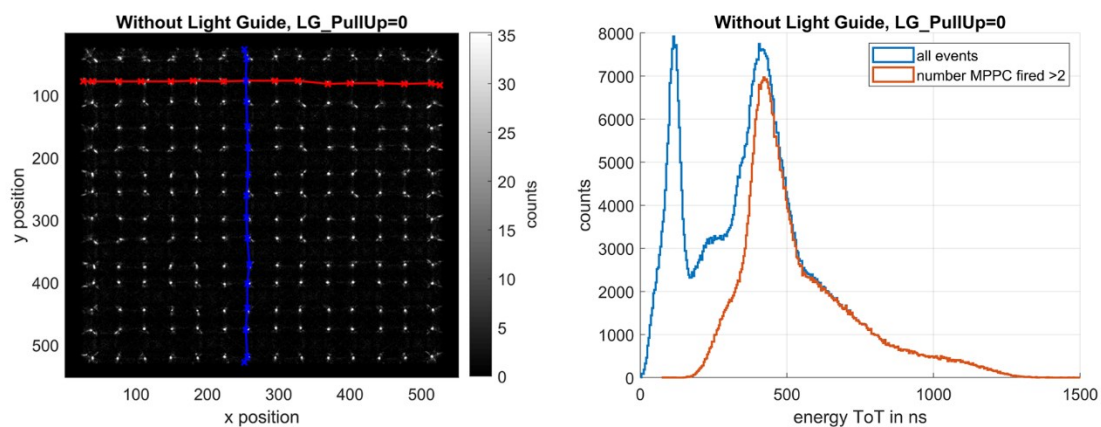 Without Light Guide, LG_PullUp=0
35
30
25
20
15
10
5
0
counts
100
200
300
400
500
y position
100 200 300 400 500
x position
Without Light Guide, LG_PullUp=0
all events
number MPPC fired >2
8000
7000
6000
5000
4000
3000
2000
1000
0
counts
0 500 1000 1500
energy ToT in ns